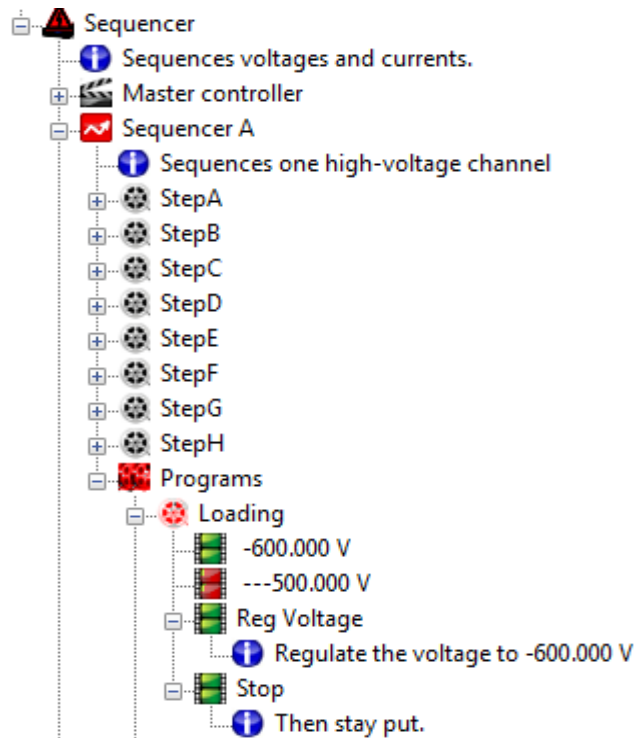 Sequencer
Sequences voltages and currents.
Master controller
Sequencer A
Sequences one high-voltage channel
StepA
StepB
StepC
StepD
StepE
StepF
StepG
StepH
Programs
Loading
-600.000 V
---500.000 V
Reg Voltage
Regulate the voltage to -600.000 V
Stop
Then stay put.